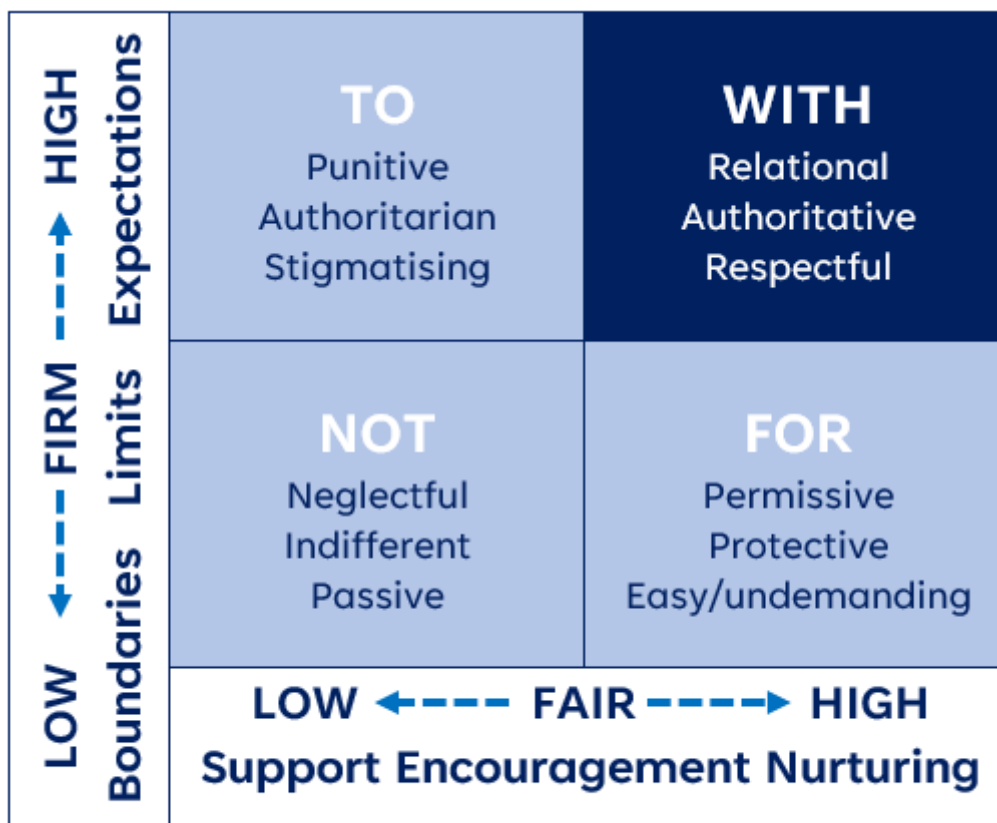 HIGH
FIRM
LOW
Expectations
Limits
Boundaries
TO
Punitive
Authoritarian
Stigmatising
WITH
Relational
Authoritative
Respectful
NOT
Neglectful
Indifferent
Passive
FOR
Permissive
Protective
Easy/undemanding
LOW FAIR HIGH
Support Encouragement Nurturing